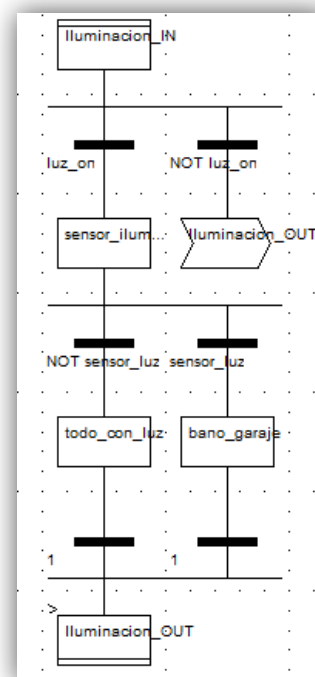 Iluminacion_IN
luz_on NOT luz_on
sensor_ilum... Iluminacion_OUT
NOT sensor_luz sensor_luz
todo_con_luz bano_garaje
1 1
>
Iluminacion_OUT